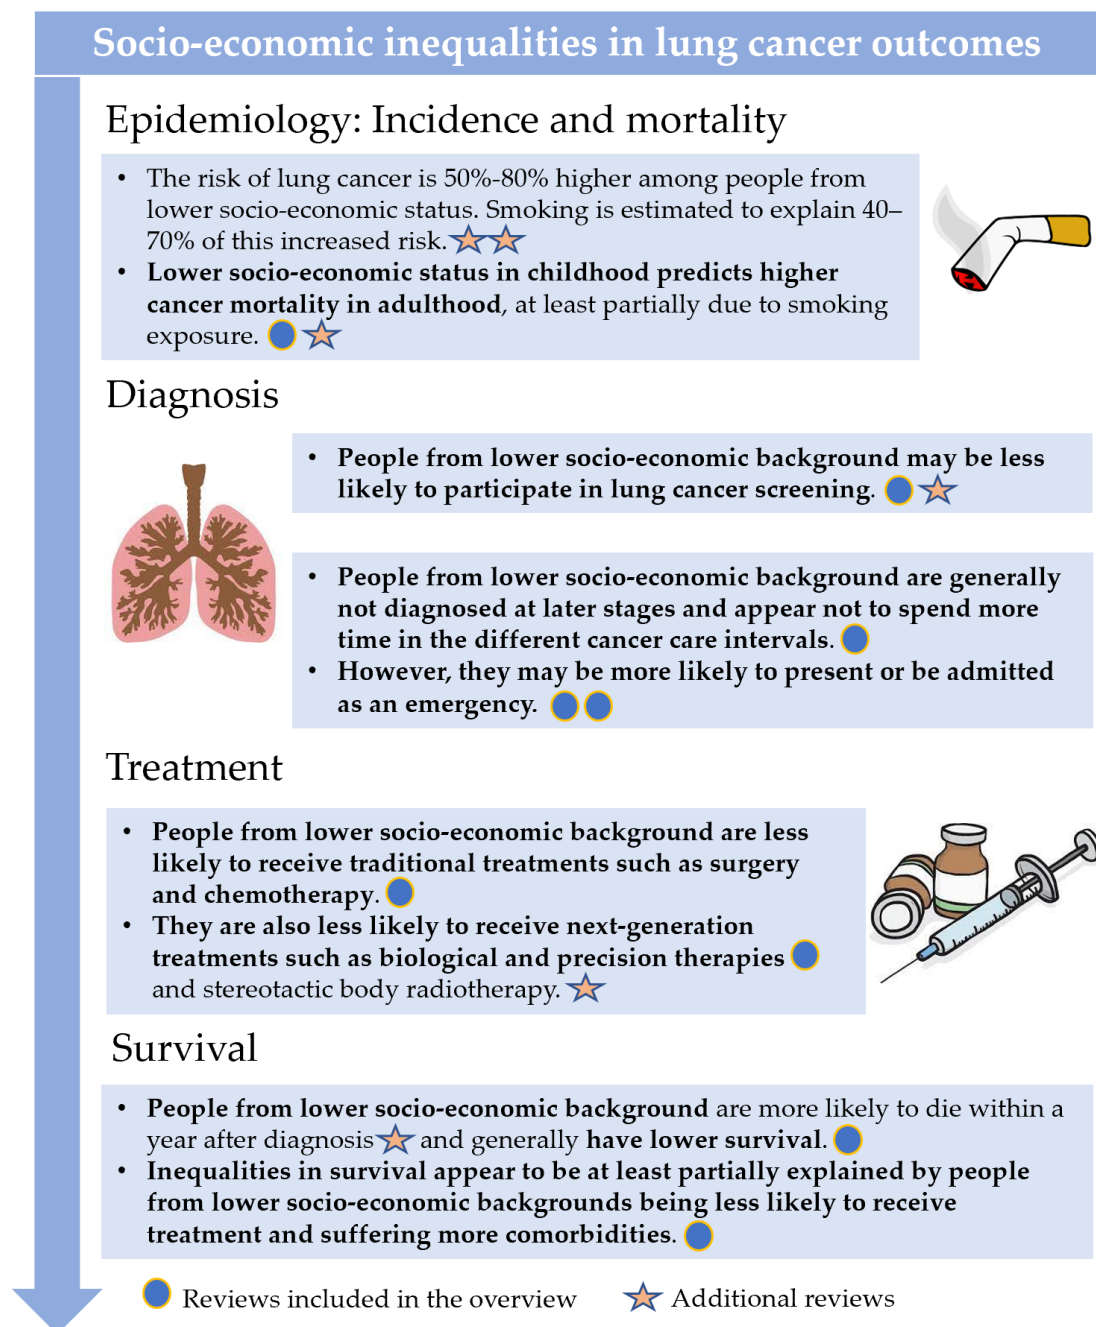 Socio-economic inequalities in lung cancer outcomes
Epidemiology: Incidence and mortality
• The risk of lung cancer is 50%-80% higher among people from
lower socio-economic status. Smoking is estimated to explain 40–
70% of this increased risk.
• Lower socio-economic status in childhood predicts higher
cancer mortality in adulthood, at least partially due to smoking
exposure.
Diagnosis
• People from lower socio-economic background may be less
likely to participate in lung cancer screening.
• People from lower socio-economic background are generally
not diagnosed at later stages and appear not to spend more
time in the different cancer care intervals.
• However, they may be more likely to present or be admitted
as an emergency.
Treatment
• People from lower socio-economic background are less
likely to receive traditional treatments such as surgery
and chemotherapy.
• They are also less likely to receive next-generation
treatments such as biological and precision therapies
and stereotactic body radiotherapy.
Survival
• People from lower socio-economic background are more likely to die within a
year after diagnosis and generally have lower survival.
• Inequalities in survival appear to be at least partially explained by people
from lower socio-economic backgrounds being less likely to receive
treatment and suffering more comorbidities.
Reviews included in the overview
Additional reviews